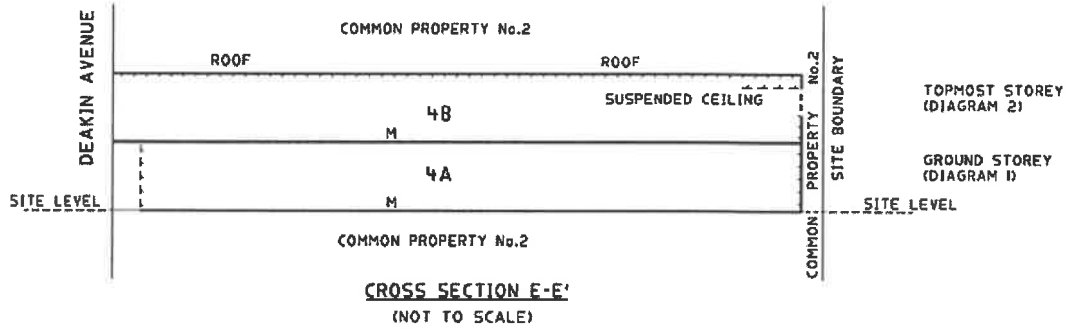 COMMON PROPERTY No.2
DEAKIN AVENUE
ROOF
ROOF
No.2
SITE BOUNDARY
SUSPENDED CEILING
TOPMOST STOREY
(DIAGRAM 2)
4B
M
PROPERTY
4A
GROUND STOREY
(DIAGRAM 1)
SITE LEVEL
M
SITE LEVEL
COMMON PROPERTY No.2
COMMON
CROSS SECTION E-E'
(NOT TO SCALE)